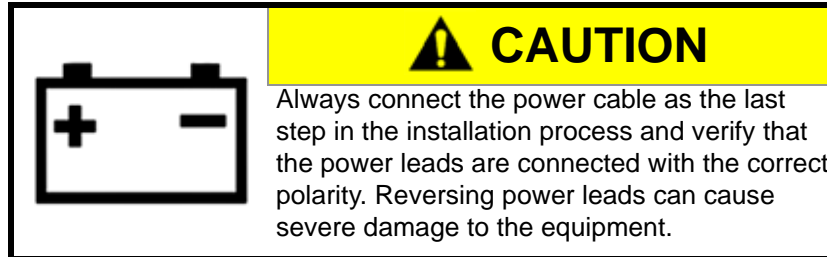 CAUTION
Always connect the power cable as the last
step in the installation process and verify that
the power leads are connected with the correct
polarity. Reversing power leads can cause
severe damage to the equipment.